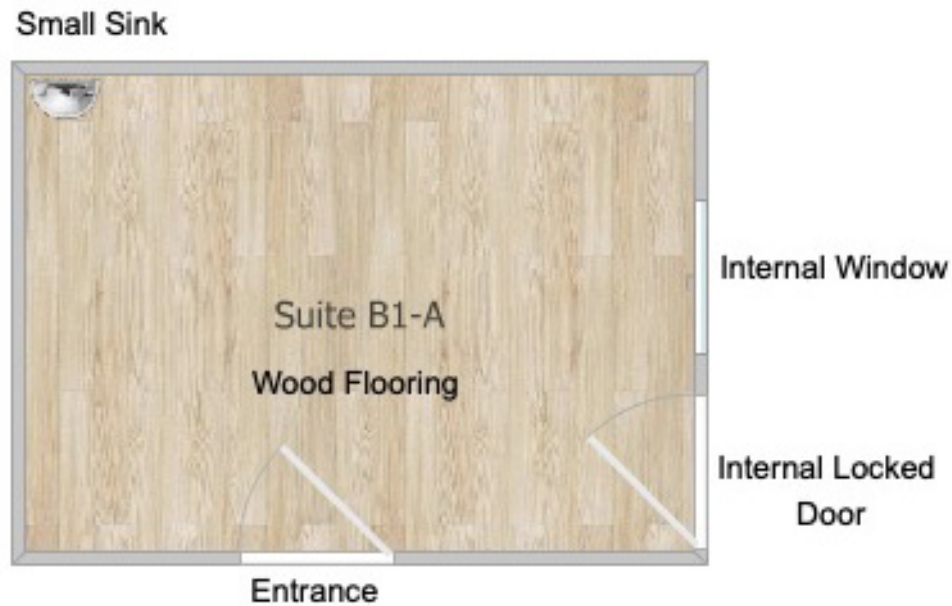 Small Sink
Internal Window
Suite B1-A
Wood Flooring
Internal Locked
Door
Entrance